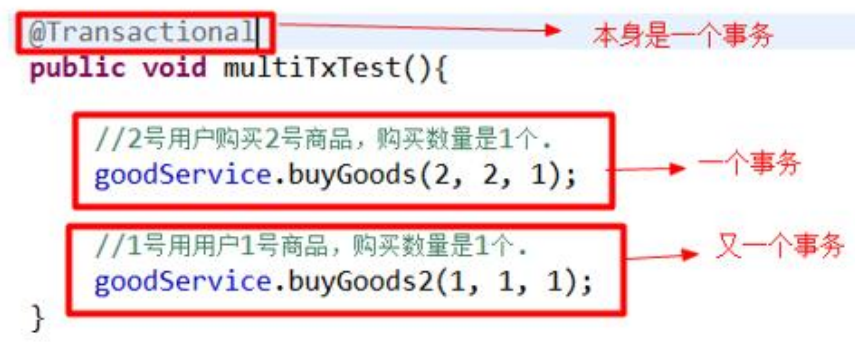 @Transactional
本身是一个事务
public void multiTxTest(){
//2号用户购买2号商品，购买数量是1个.
goodService.buyGoods(2, 2, 1);
一个事务
//1号用用户1号商品，购买数量是1个.
goodService.buyGoods2(1, 1, 1);
又一个事务
}